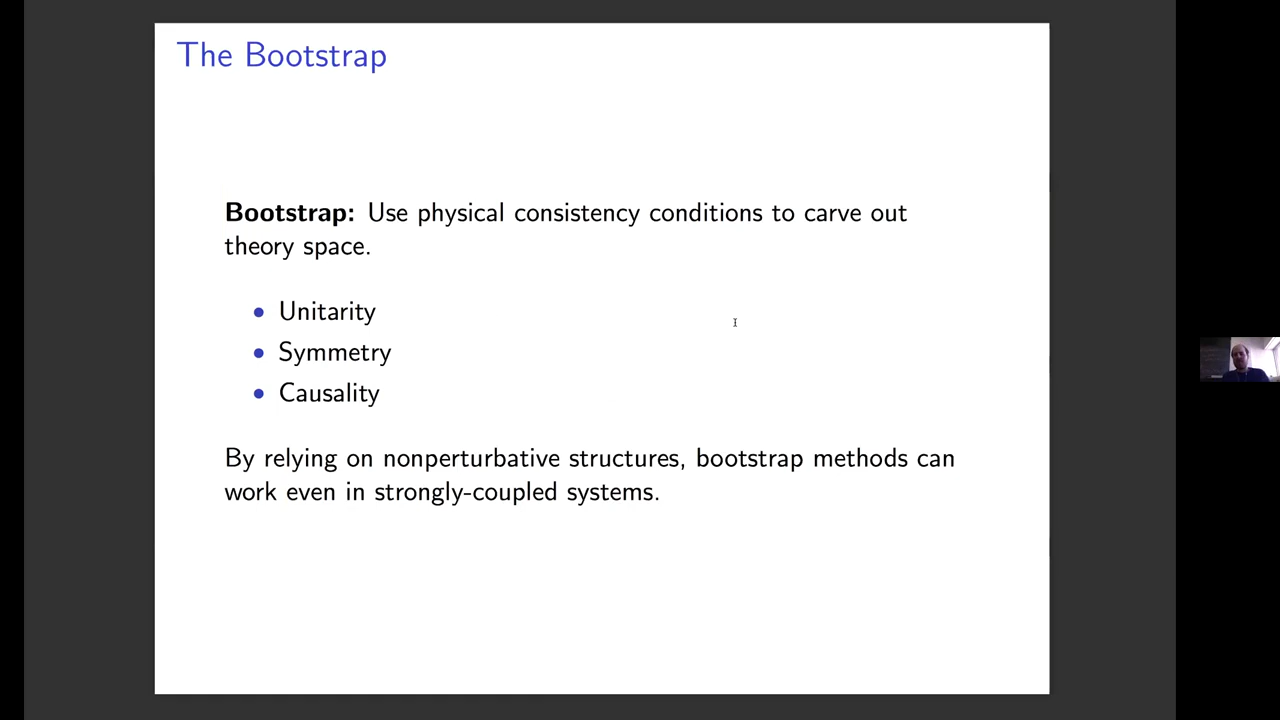 The Bootstrap
Bootstrap: Use physical consistency conditions to carve out
theory space.
• Unitarity
• Symmetry
• Causality
By relying on nonperturbative structures, bootstrap methods can
work even in strongly-coupled systems.